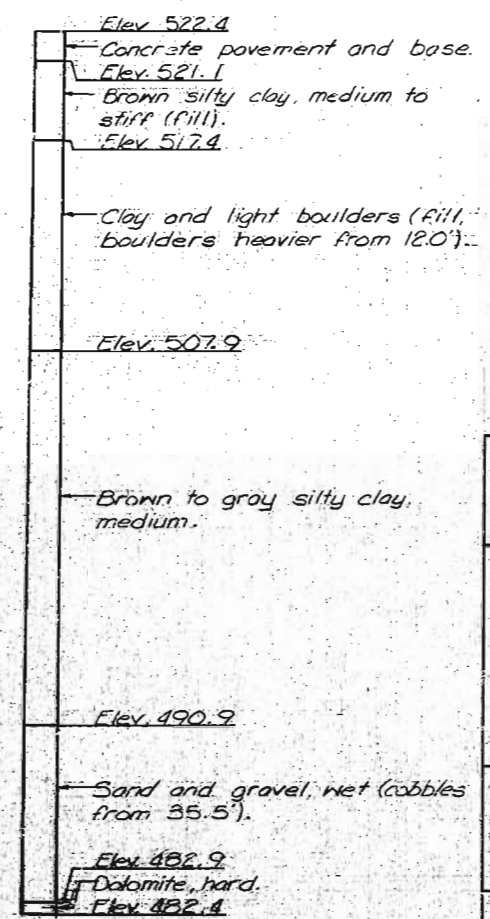 Elev. 522.4
Concrete pavement and base.
Elev. 521.1
Brown silty clay, medium to
stiff (fill).
Elev. 517.4
Clay and light boulders (fill,
boulders heavier from 12.0').
Elev. 507.9
Brown to gray silty clay,
medium.
Elev. 490.9
Sand and gravel, wet (cobbles
from 35.5').
Elev. 482.9
Dolomite, hard.
Elev. 482.4